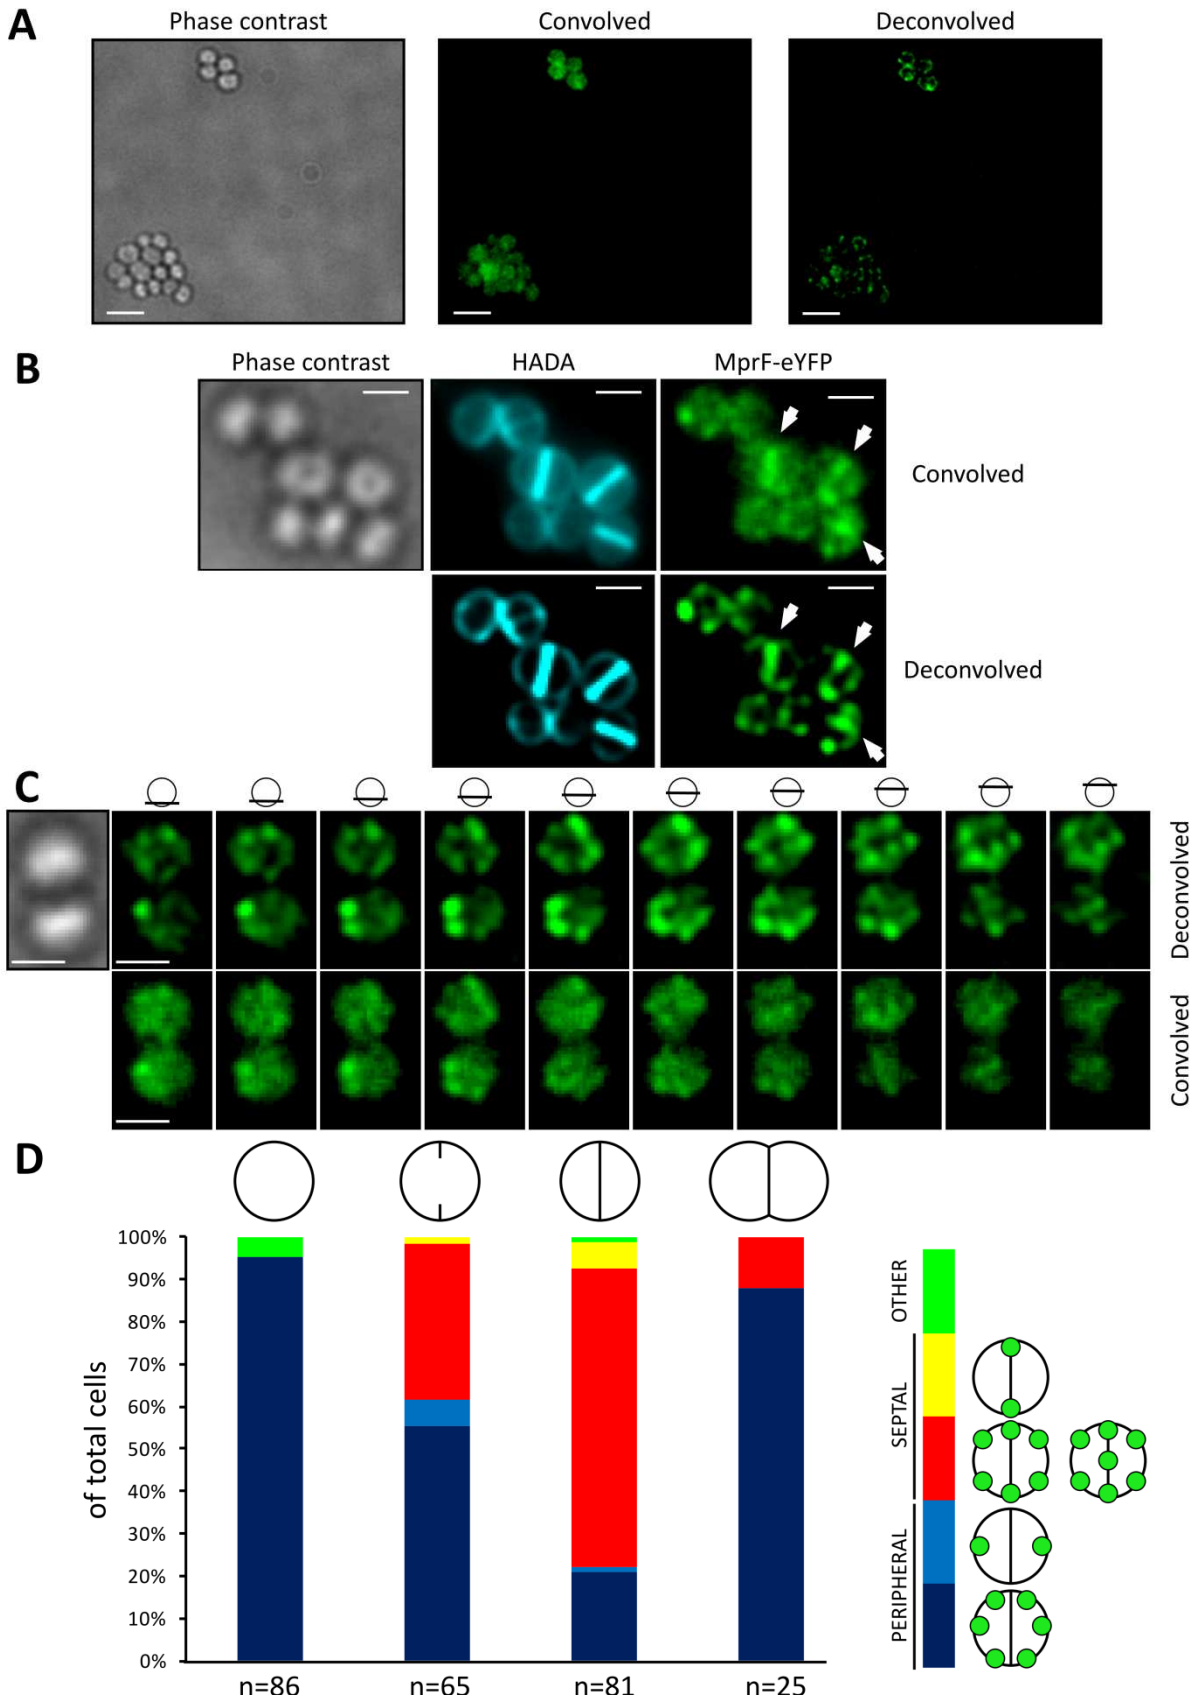 A
Phase contrast
Convolved
Deconvolved
B
Phase contrast
HADA
MprF-eYFP
Convolved
Deconvolved
C
Deconvolved
Convolved
D
100%
90%
80%
70%
60%
50%
40%
30%
20%
10%
0%
of total cells
n=86
n=65
n=81
n=25
OTHER
SEPTAL
PERIPHERAL